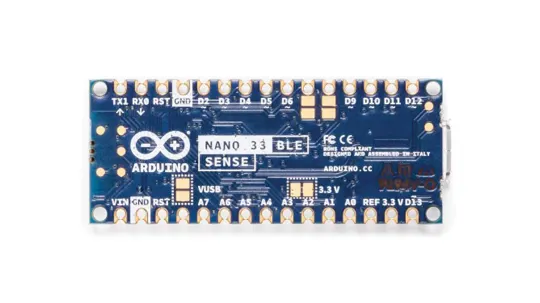 TX1 RX0 RST GND D2 D3 D4 D5 D6 D9 D10 D11 D12
NANO 33 BLE
SENSE
ARDUINO
FC CE
ROHS COMPLIANT
DESIGNED AND ASSEMBLED IN ITALY
ARDUINO.CC
VUSB
3.3 V
VIN GND RST A7 A6 A5 A4 A3 A2 A1 A0 REF 3.3 V D13